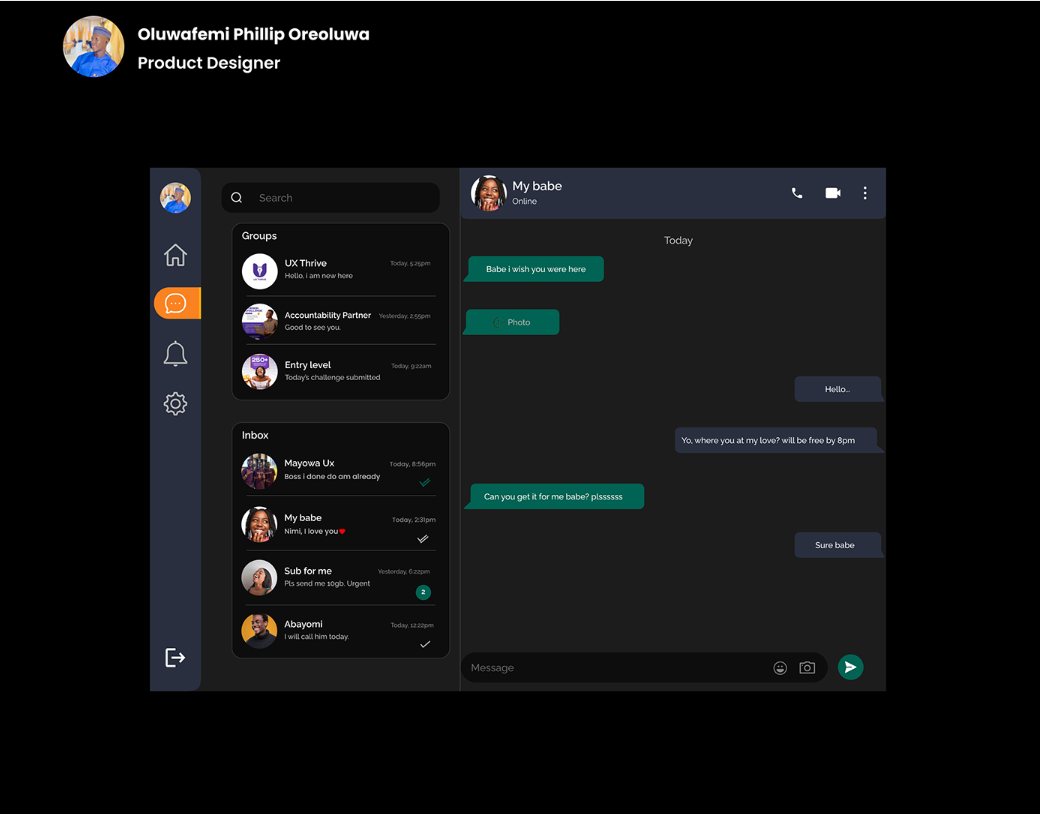 Oluwafemi Phillip Oreoluwa
Product Designer
Search
Groups
UX Thrive
Today, 5:25pm
Hello, i am new here
Accountability Partner
Yesterday, 2:55pm
Good to see you.
250+
Entry level
Today, 9:22am
Today's challenge submitted
Inbox
Mayowa Ux
Today, 8:56pm
Boss i done do am already
My babe
Today, 2:31pm
Nimi, I love you❤
Sub for me
Yesterday, 6:22pm
Pls send me 10gb. Urgent
2
Abayomi
Today, 12:22pm
I will call him today.
My babe
Online
Today
Babe i wish you were here
Photo
Hello...
Yo, where you at my love? will be free by 8pm
Can you get it for me babe? plssssss
Sure babe
Message